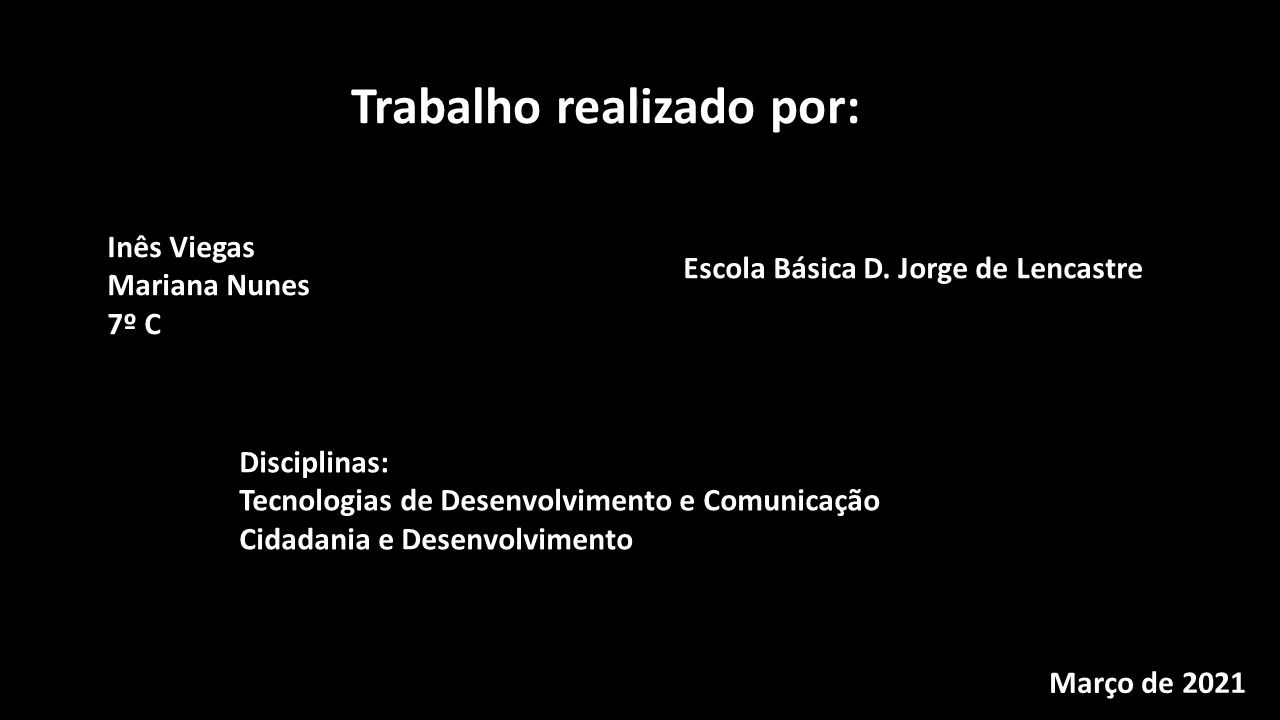 Trabalho realizado por:
Inês Viegas
Mariana Nunes
7º C
Escola Básica D. Jorge de Lencastre
Disciplinas:
Tecnologias de Desenvolvimento e Comunicação
Cidadania e Desenvolvimento
Março de 2021